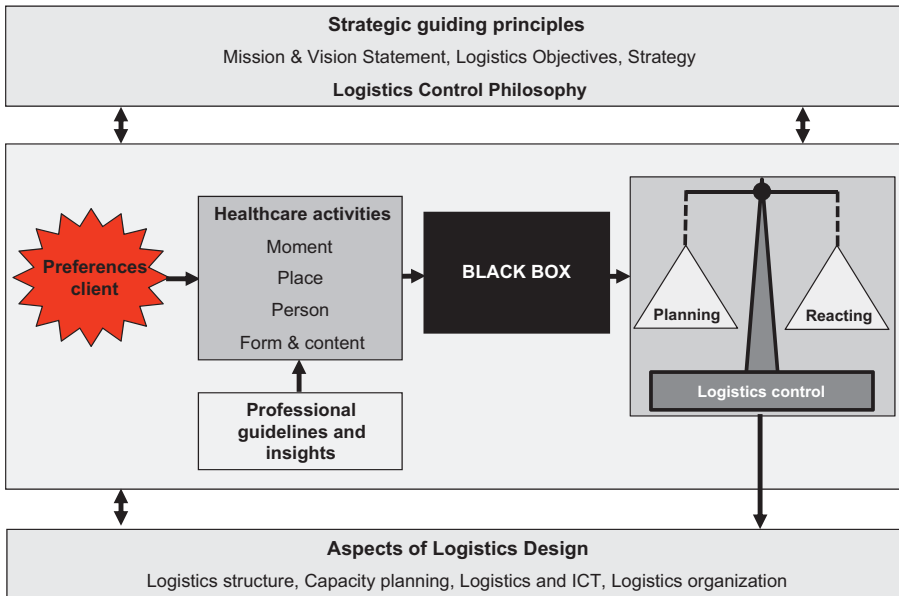 Strategic guiding principles
Mission & Vision Statement, Logistics Objectives, Strategy
Logistics Control Philosophy
Preferences
client
Healthcare activities
Moment
Place
Person
Form & content
Professional
guidelines and
insights
BLACK BOX
Planning
Reacting
Logistics control
Aspects of Logistics Design
Logistics structure, Capacity planning, Logistics and ICT, Logistics organization